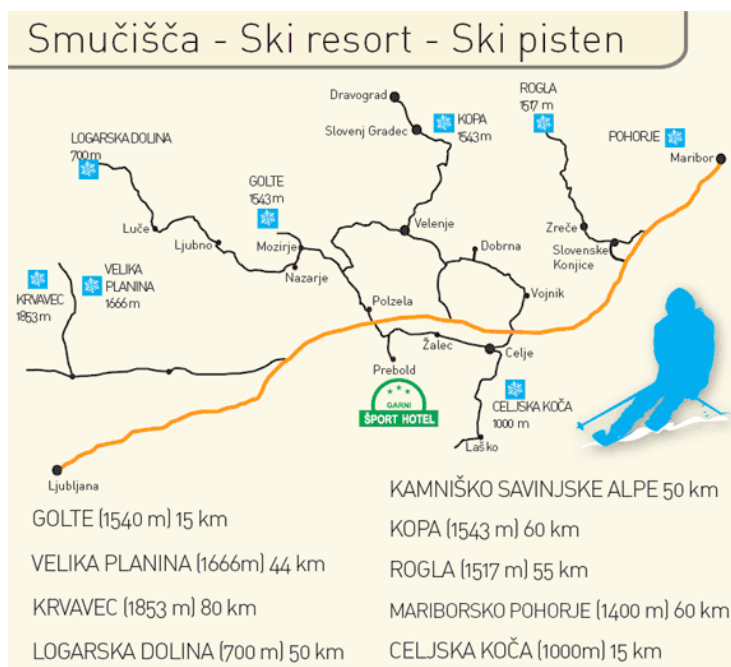 Smučišča - Ski resort - Ski pisten
Dravograd
Slovenj Gradec
KOPA
1543 m
ROGLA
1517 m
POHORJE
Maribor
LOGARSKA DOLINA
700 m
GOLTE
1543 m
Luče
Ljubno
Mozirje
Nazarje
Velenje
Dobrna
Zreče
Slovenske
Konjice
KRVAVEC
1853 m
VELIKA
PLANINA
1666 m
Polzela
Vojnik
Žalec
Celje
Prebold
GARNI
ŠPORT HOTEL
CELJSKA KOČA
1000 m
Laško
Ljubljana
GOLTE (1540 m) 15 km
VELIKA PLANINA (1666m) 44 km
KRVAVEC (1853 m) 80 km
LOGARSKA DOLINA (700 m) 50 km
KAMNIŠKO SAVINJSKE ALPE 50 km
KOPA (1543 m) 60 km
ROGLA (1517 m) 55 km
MARIBORSKO POHORJE (1400 m) 60 km
CELJSKA KOČA (1000m) 15 km